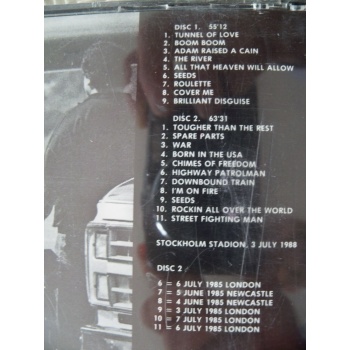 DISC 1. 55'12
1. TUNNEL OF LOVE
2. BOOM BOOM
3. ADAM RAISED A CAIN
4. THE RIVER
5. ALL THAT HEAVEN WILL ALLOW
6. SEEDS
7. ROULETTE
8. COVER ME
9. BRILLIANT DISGUISE
DISC 2. 63'31
1. TOUGHER THAN THE REST
2. SPARE PARTS
3. WAR
4. BORN IN THE USA
5. CHIMES OF FREEDOM
6. HIGHWAY PATROLMAN
7. DOWNBOUND TRAIN
8. I'M ON FIRE
9. SEEDS
10. ROCKIN ALL OVER THE WORLD
11. STREET FIGHTING MAN
STOCKHOLM STADION, 3 JULY 1988
DISC 2
6 = 6 JULY 1985 LONDON
7 = 5 JUNE 1985 NEWCASTLE
8 = 4 JUNE 1985 NEWCASTLE
9 = 3 JULY 1985 LONDON
10 = 7 JULY 1985 LONDON
11 = 6 JULY 1985 LONDON